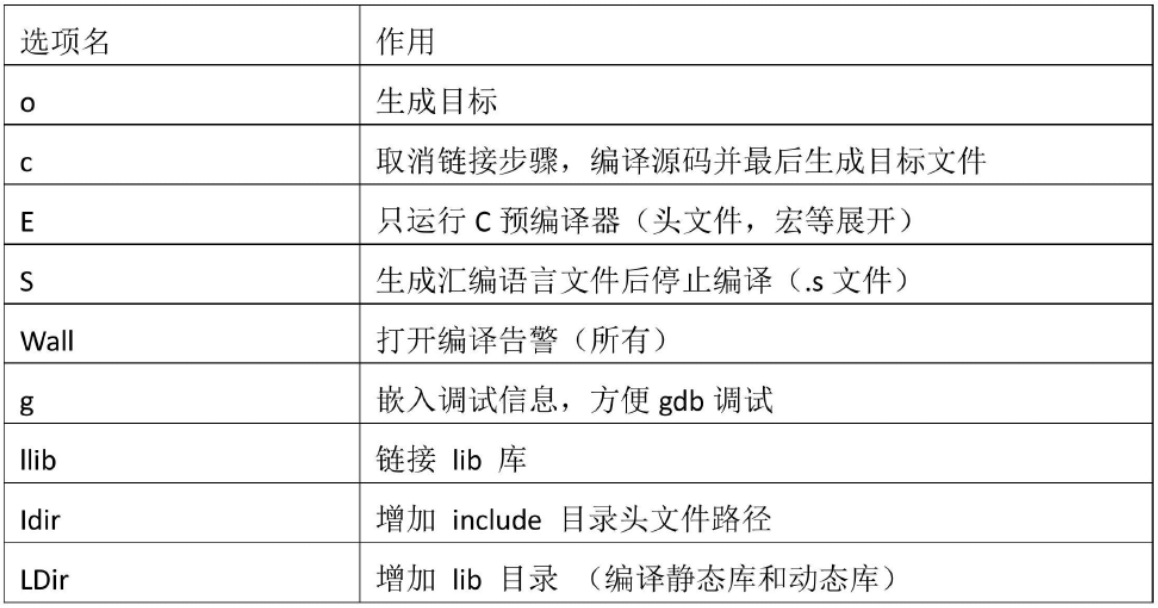 选项名 作用
o 生成目标
c 取消链接步骤，编译源码并最后生成目标文件
E 只运行 C 预编译器（头文件，宏等展开）
S 生成汇编语言文件后停止编译（.s 文件）
Wall 打开编译告警（所有）
g 嵌入调试信息，方便 gdb 调试
llib 链接 lib 库
Idir 增加 include 目录头文件路径
LDir 增加 lib 目录 （编译静态库和动态库）